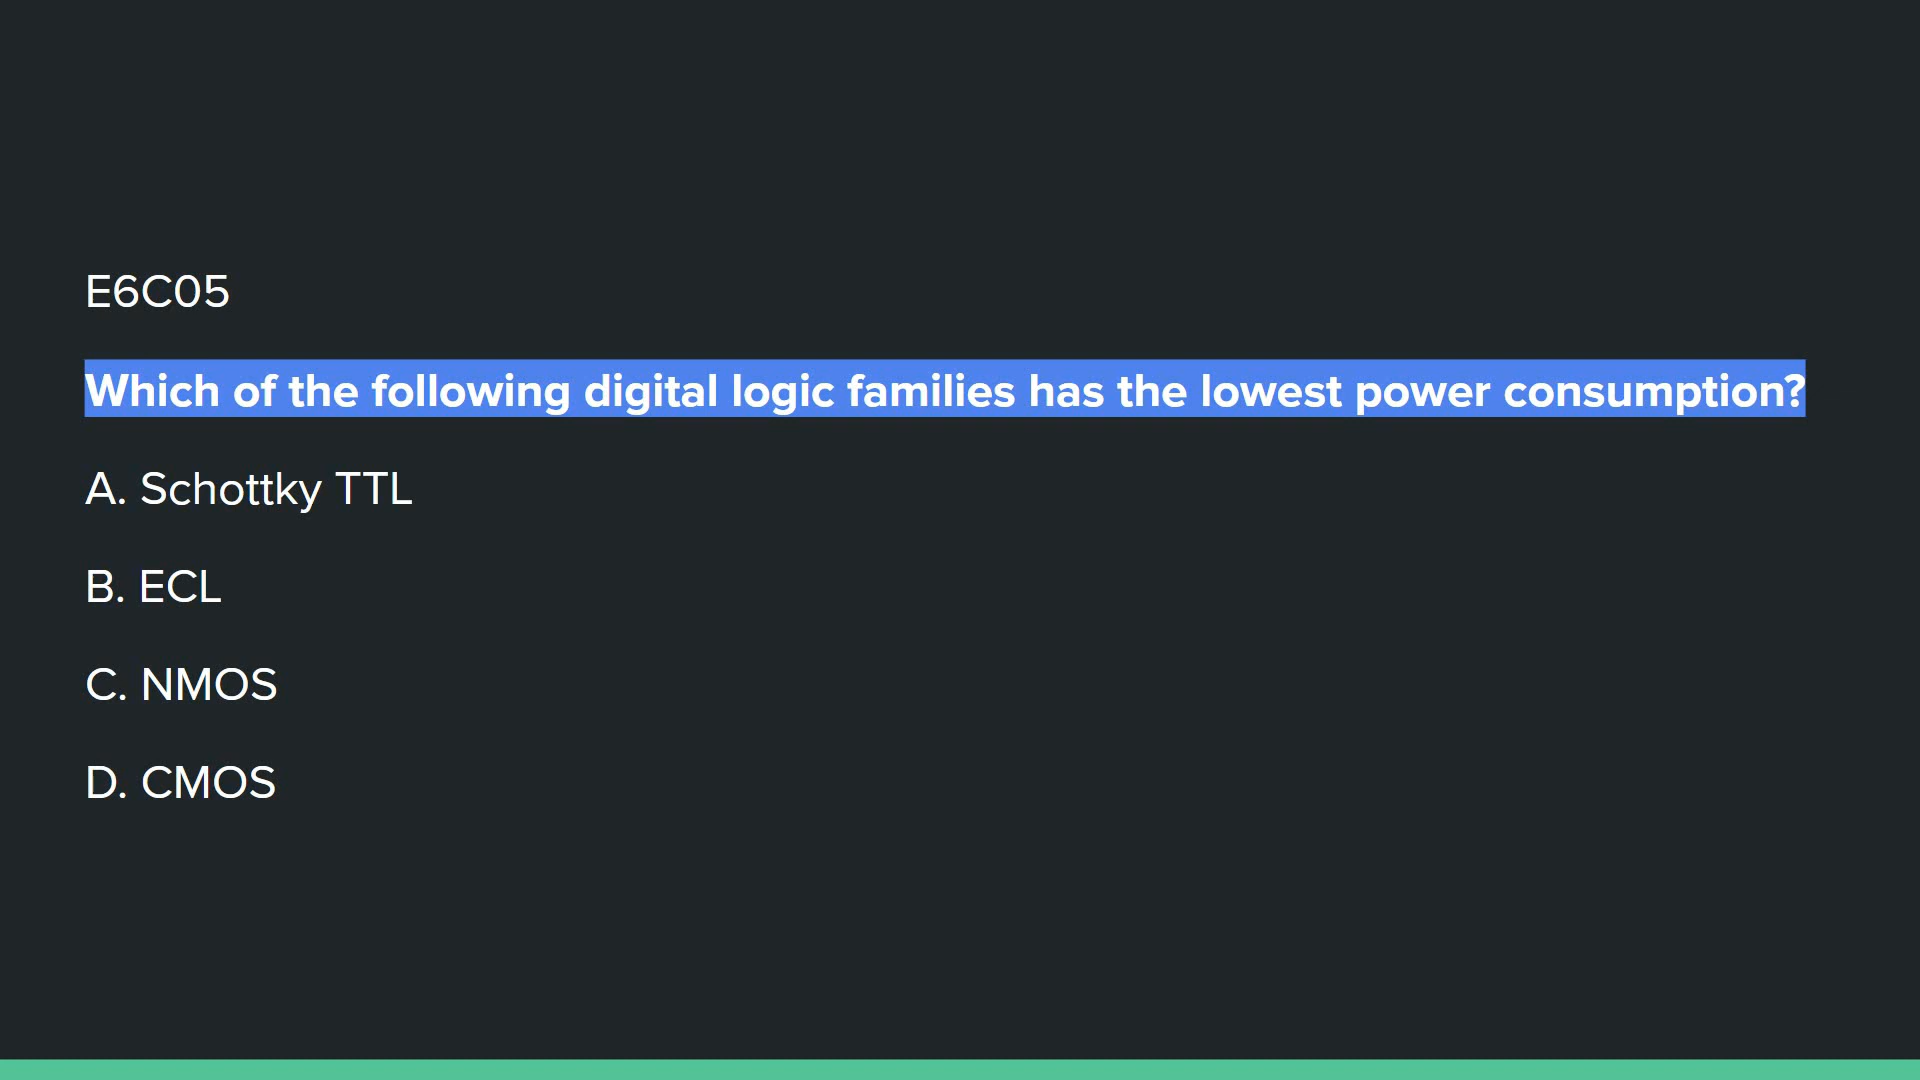 E6C05
Which of the following digital logic families has the lowest power consumption?
A. Schottky TTL
B. ECL
C. NMOS
D. CMOS